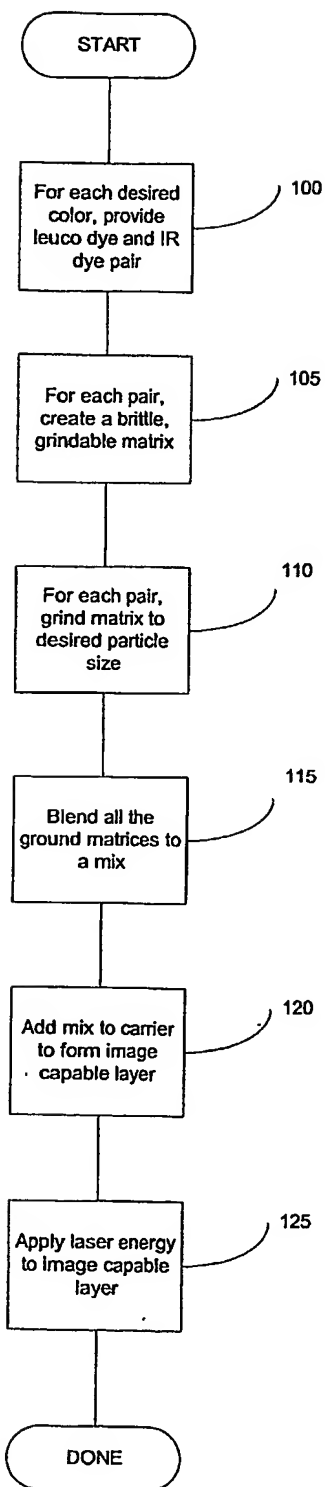 START
For each desired
color, provide
leuco dye and IR
dye pair
100
For each pair,
create a brittle,
grindable matrix
105
For each pair,
grind matrix to
desired particle
size
110
Blend all the
ground matrices to
a mix
115
Add mix to carrier
to form image
capable layer
120
Apply laser energy
to image capable
layer
125
DONE